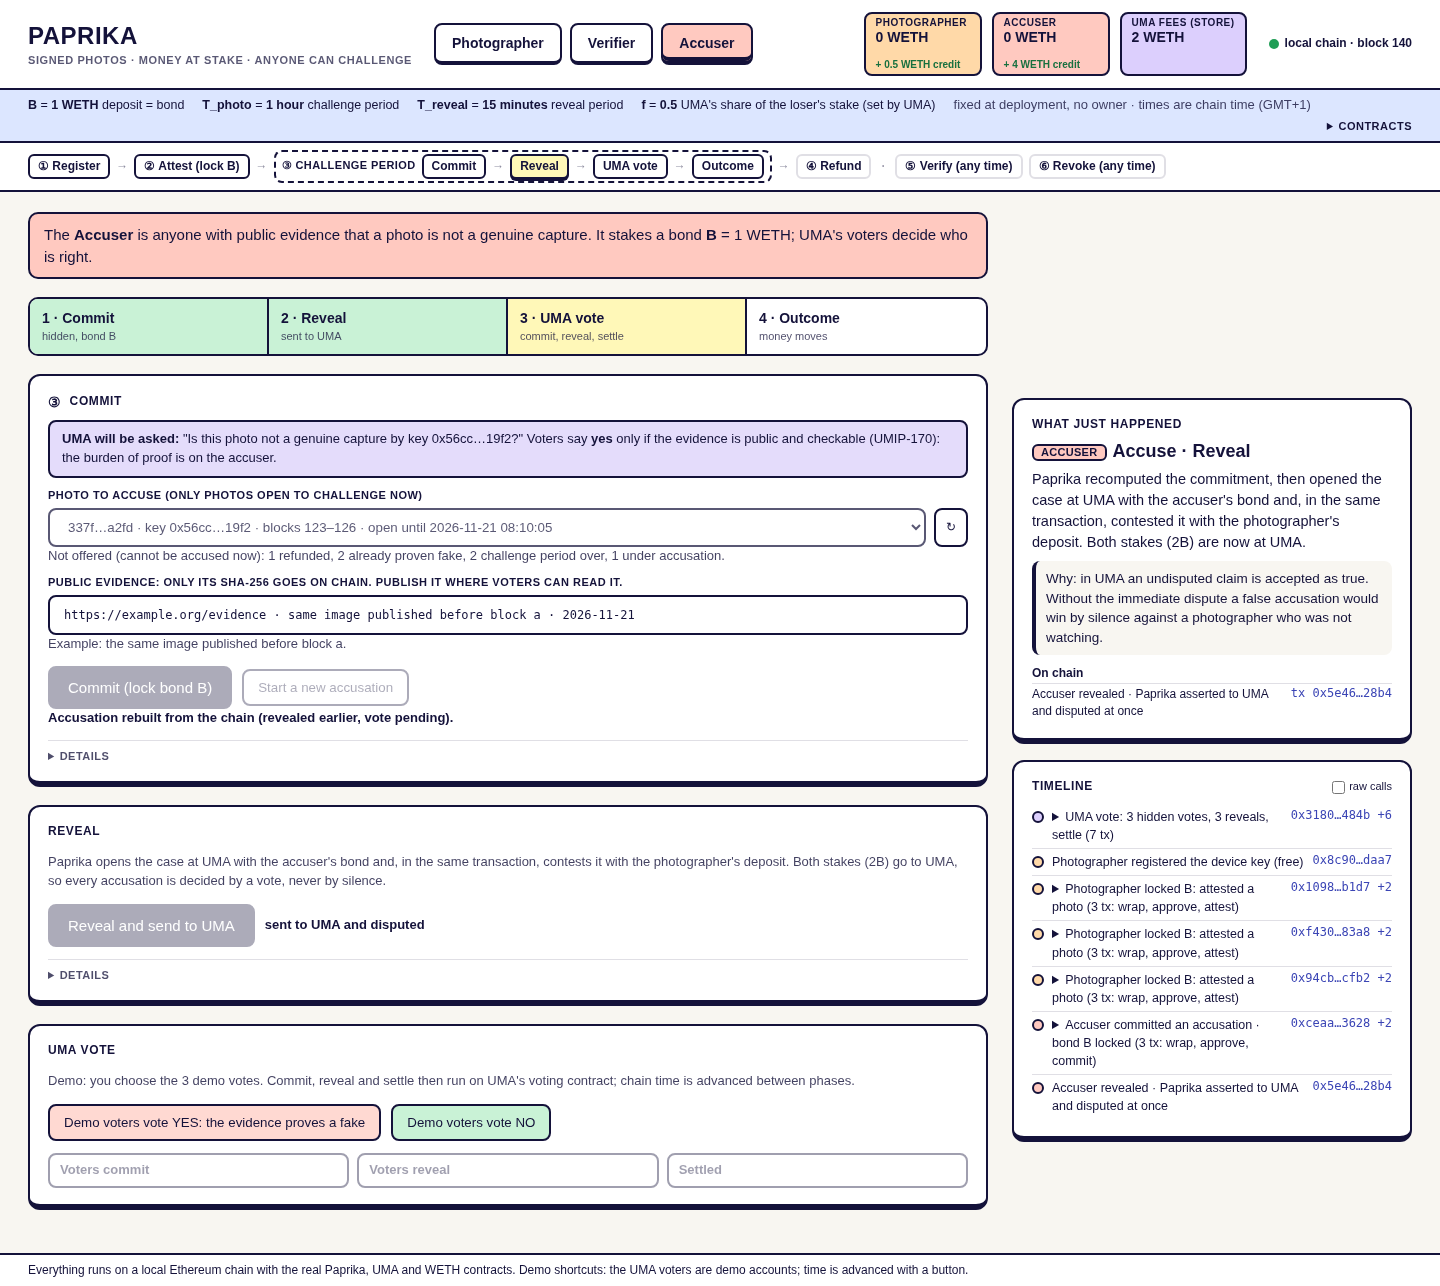 PAPRIKA
SIGNED PHOTOS · MONEY AT STAKE · ANYONE CAN CHALLENGE
Photographer
Verifier
Accuser
PHOTOGRAPHER
0 WETH
+ 0.5 WETH credit
ACCUSER
0 WETH
+ 4 WETH credit
UMA FEES (STORE)
2 WETH
local chain · block 140
B = 1 WETH deposit = bond T_photo = 1 hour challenge period T_reveal = 15 minutes reveal period f = 0.5 UMA's share of the loser's stake (set by UMA) fixed at deployment, no owner · times are chain time (GMT+1)
▶ CONTRACTS
① Register → ② Attest (lock B) → ③ CHALLENGE PERIOD Commit → Reveal → UMA vote → Outcome → ④ Refund · ⑤ Verify (any time) ⑥ Revoke (any time)
The Accuser is anyone with public evidence that a photo is not a genuine capture. It stakes a bond B = 1 WETH; UMA's voters decide who
is right.
1 · Commit
hidden, bond B
2 · Reveal
sent to UMA
3 · UMA vote
commit, reveal, settle
4 · Outcome
money moves
③ COMMIT
UMA will be asked: "Is this photo not a genuine capture by key 0x56cc…19f2?" Voters say yes only if the evidence is public and checkable (UMIP-170):
the burden of proof is on the accuser.
PHOTO TO ACCUSE (ONLY PHOTOS OPEN TO CHALLENGE NOW)
337f…a2fd · key 0x56cc…19f2 · blocks 123–126 · open until 2026-11-21 08:10:05
↻
Not offered (cannot be accused now): 1 refunded, 2 already proven fake, 2 challenge period over, 1 under accusation.
PUBLIC EVIDENCE: ONLY ITS SHA-256 GOES ON CHAIN. PUBLISH IT WHERE VOTERS CAN READ IT.
https://example.org/evidence · same image published before block a · 2026-11-21
Example: the same image published before block a.
Commit (lock bond B)
Start a new accusation
Accusation rebuilt from the chain (revealed earlier, vote pending).
▶ DETAILS
REVEAL
Paprika opens the case at UMA with the accuser's bond and, in the same transaction, contests it with the photographer's deposit. Both stakes (2B) go to UMA,
so every accusation is decided by a vote, never by silence.
Reveal and send to UMA
sent to UMA and disputed
▶ DETAILS
UMA VOTE
Demo: you choose the 3 demo votes. Commit, reveal and settle then run on UMA's voting contract; chain time is advanced between phases.
Demo voters vote YES: the evidence proves a fake
Demo voters vote NO
Voters commit
Voters reveal
Settled
WHAT JUST HAPPENED
ACCUSER Accuse · Reveal
Paprika recomputed the commitment, then opened the
case at UMA with the accuser's bond and, in the same
transaction, contested it with the photographer's
deposit. Both stakes (2B) are now at UMA.
Why: in UMA an undisputed claim is accepted as true.
Without the immediate dispute a false accusation would
win by silence against a photographer who was not
watching.
On chain
Accuser revealed · Paprika asserted to UMA tx 0x5e46…28b4
and disputed at once
TIMELINE
raw calls
▶ UMA vote: 3 hidden votes, 3 reveals, 0x3180…484b +6
settle (7 tx)
Photographer registered the device key (free) 0x8c90…daa7
▶ Photographer locked B: attested a 0x1098…b1d7 +2
photo (3 tx: wrap, approve, attest)
▶ Photographer locked B: attested a 0xf430…83a8 +2
photo (3 tx: wrap, approve, attest)
▶ Photographer locked B: attested a 0x94cb…cfb2 +2
photo (3 tx: wrap, approve, attest)
▶ Accuser committed an accusation · 0xceaa…3628 +2
bond B locked (3 tx: wrap, approve,
commit)
Accuser revealed · Paprika asserted to UMA 0x5e46…28b4
and disputed at once
Everything runs on a local Ethereum chain with the real Paprika, UMA and WETH contracts. Demo shortcuts: the UMA voters are demo accounts; time is advanced with a button.